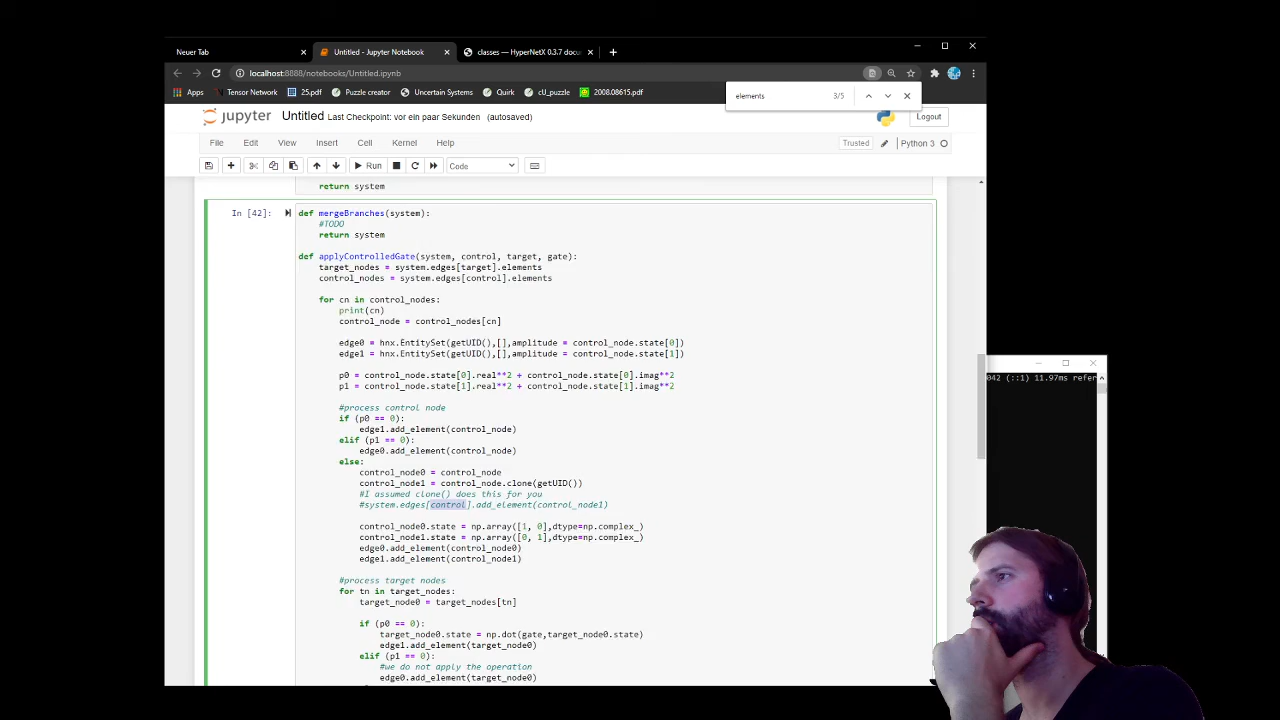 Neuer Tab
Untitled - Jupyter Notebook
classes — HyperNetX 0.3.7 docu
localhost:8888/notebooks/Untitled.ipynb
Apps
Tensor Network
25.pdf
Puzzle creator
Uncertain Systems
Quirk
cU_puzzle
2008.08615.pdf
elements
3/5
jupyter
Untitled Last Checkpoint: vor ein paar Sekunden (autosaved)
Logout
File
Edit
View
Insert
Cell
Kernel
Help
Trusted
Python 3
Run
Code
return system
In [42]:
def mergeBranches(system):
#TODO
return system
def applyControlledGate(system, control, target, gate):
target_nodes = system.edges[target].elements
control_nodes = system.edges[control].elements
for cn in control_nodes:
print(cn)
control_node = control_nodes[cn]
edge0 = hnx.EntitySet(getUID(),[],amplitude = control_node.state[0])
edge1 = hnx.EntitySet(getUID(),[],amplitude = control_node.state[1])
p0 = control_node.state[0].real**2 + control_node.state[0].imag**2
p1 = control_node.state[1].real**2 + control_node.state[1].imag**2
#process control node
if (p0 == 0):
edge1.add_element(control_node)
elif (p1 == 0):
edge0.add_element(control_node)
else:
control_node0 = control_node
control_node1 = control_node.clone(getUID())
#I assumed clone() does this for you
#system.edges[control].add_element(control_node1)
control_node0.state = np.array([1, 0],dtype=np.complex_)
control_node1.state = np.array([0, 1],dtype=np.complex_)
edge0.add_element(control_node0)
edge1.add_element(control_node1)
#process target nodes
for tn in target_nodes:
target_node0 = target_nodes[tn]
if (p0 == 0):
target_node0.state = np.dot(gate,target_node0.state)
edge1.add_element(target_node0)
elif (p1 == 0):
#we do not apply the operation
edge0.add_element(target_node0)
042 (::1) 11.97ms refer